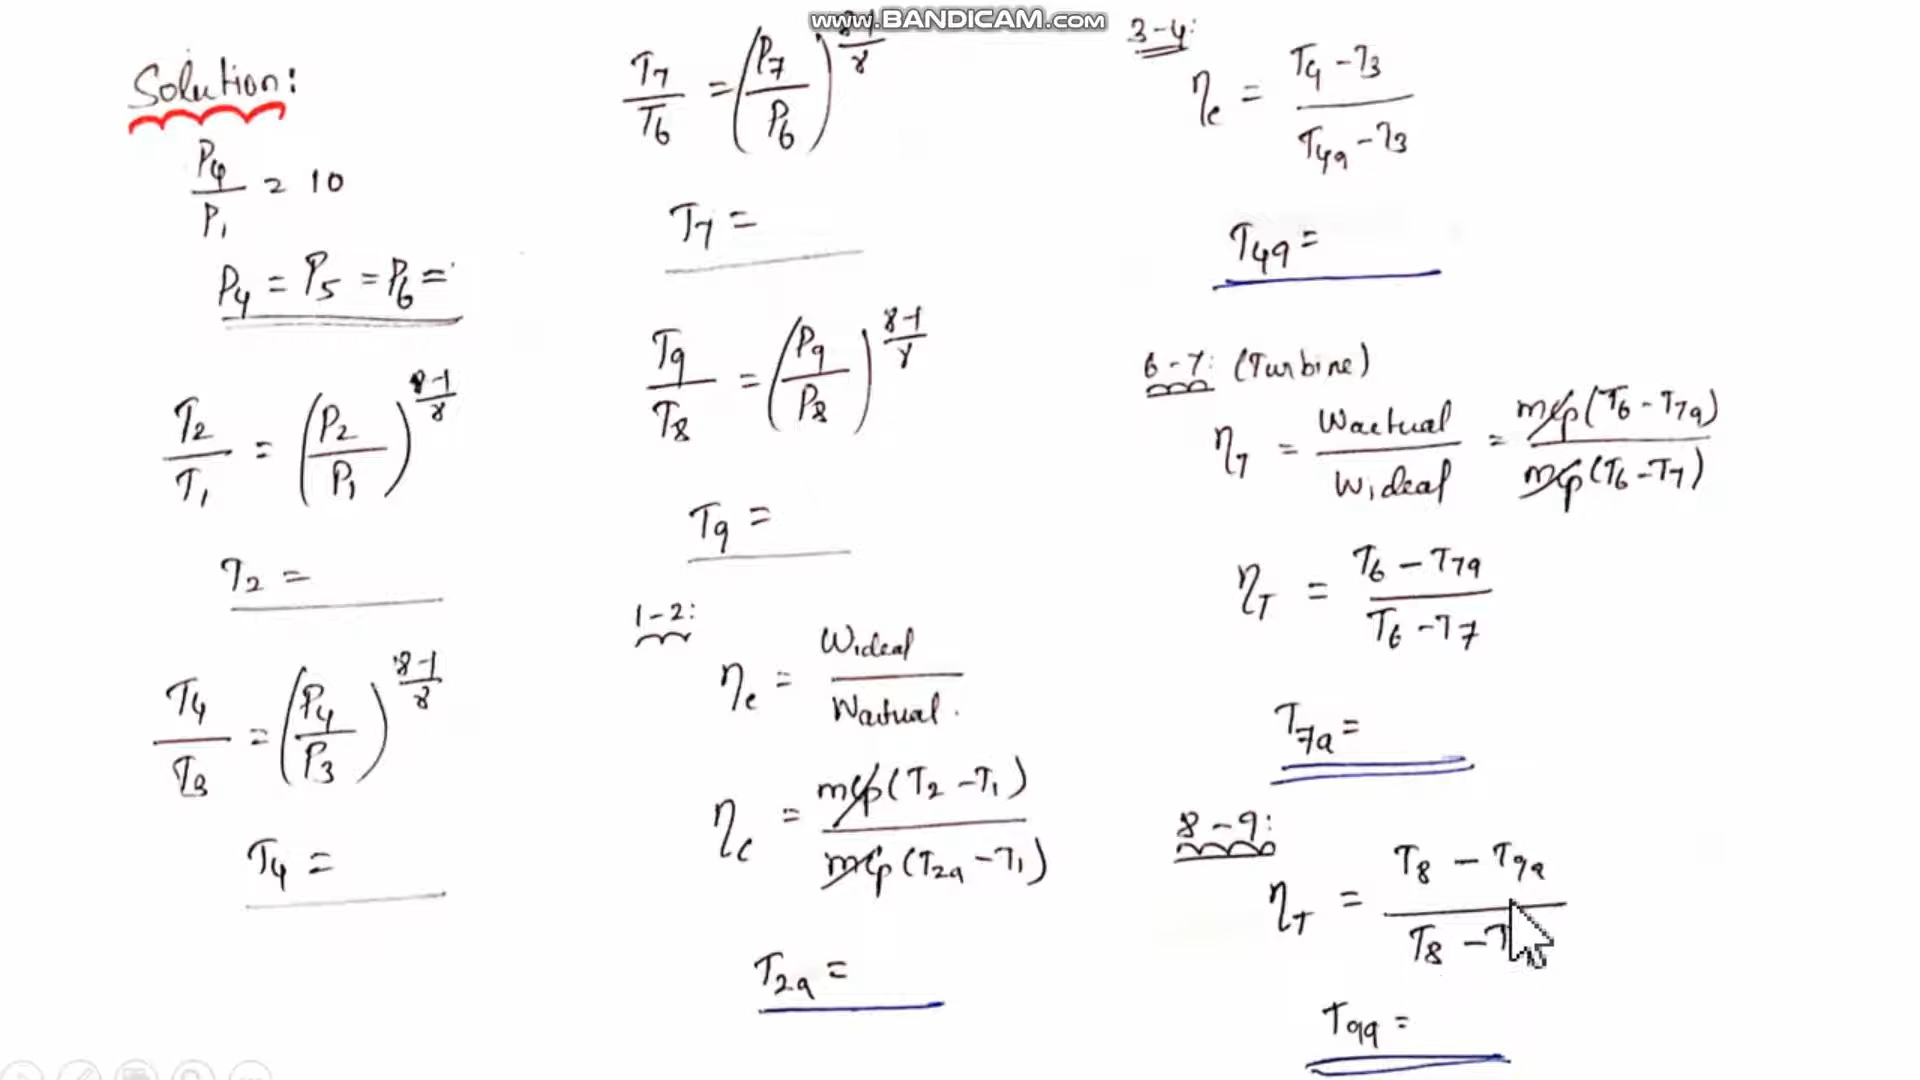 www.BANDICAM.com
Solution:
P4/P1 = 10
P4 = P5 = P6 =
T2/T1 = (P2/P1)^(γ-1)/γ
T2 =
T4/T3 = (P4/P3)^(γ-1)/γ
T4 =
T7/T6 = (P7/P6)^(γ-1)/γ
T7 =
T9/T8 = (P9/P8)^(γ-1)/γ
T9 =
1-2:
ηc = Wideal/Wactual.
ηc = mcp(T2 - T1)/mcp(T2a - T1)
T2a =
3-4:
ηc = T4 - T3/T4a - T3
T4a =
6-7: (Turbine)
ηT = Wactual/Wideal = mcp(T6 - T7a)/mcp(T6 - T7)
ηT = T6 - T7a/T6 - T7
T7a =
8-9:
ηT = T8 - T9a/T8 - T
T9a =